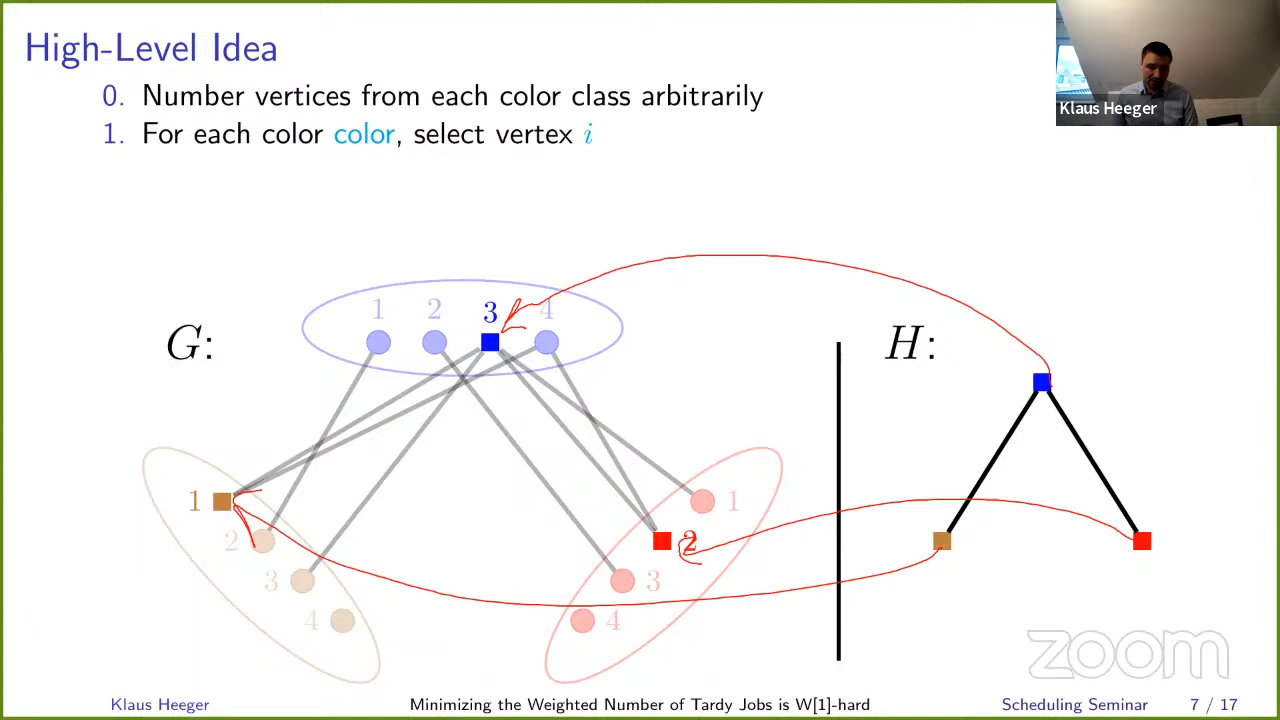 High-Level Idea
0. Number vertices from each color class arbitrarily
1. For each color color, select vertex i
Klaus Heeger
G:
1 2 3 4
1
2
3
4
1
2
3
4
H:
zoom
Klaus Heeger Minimizing the Weighted Number of Tardy Jobs is W[1]-hard Scheduling Seminar 7 / 17